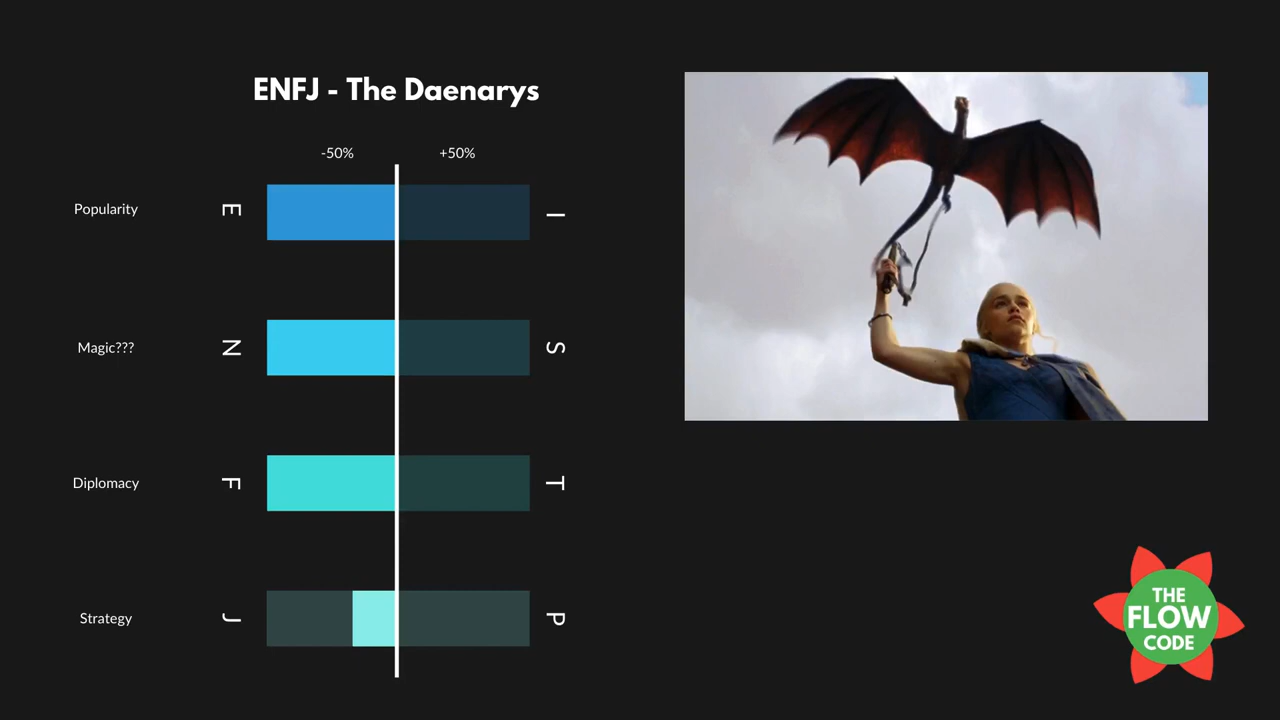 ENFJ - The Daenarys
-50%
+50%
Popularity
E
I
Magic???
N
S
Diplomacy
F
T
Strategy
J
P
THE
FLOW
CODE